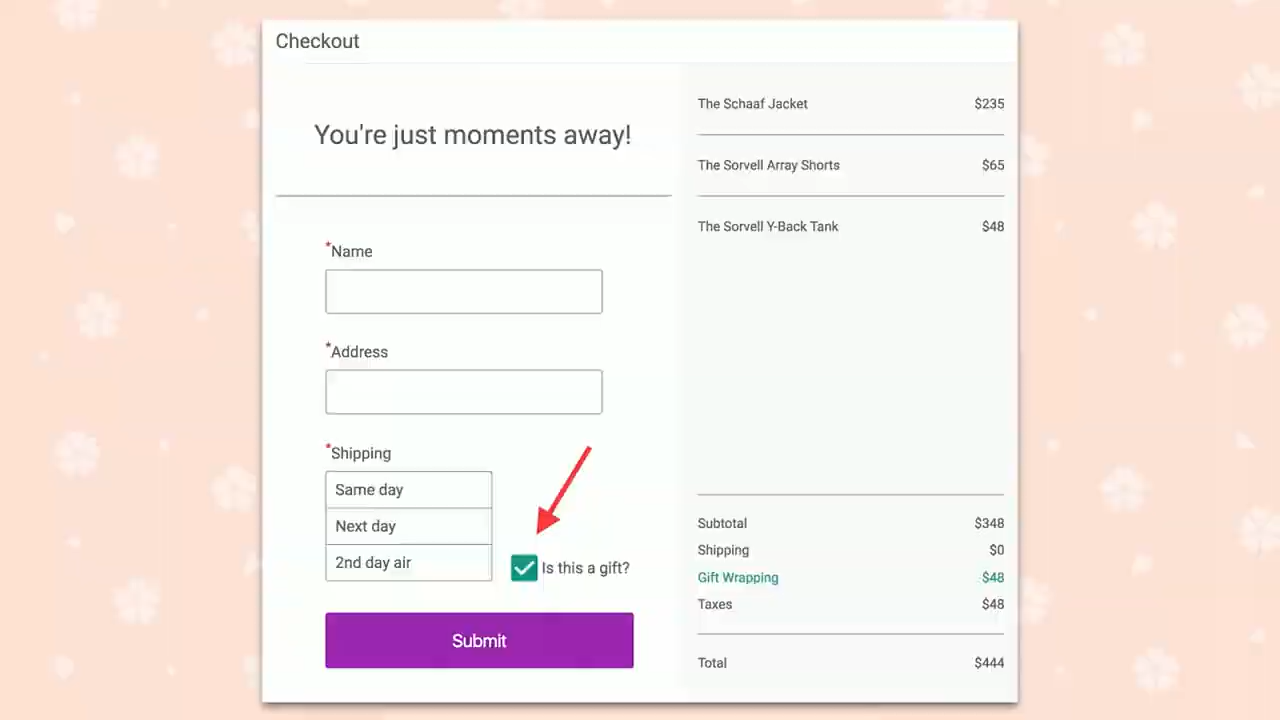 Checkout
You're just moments away!
*Name
*Address
*Shipping
Same day
Next day
2nd day air
Is this a gift?
Submit
The Schaaf Jacket $235
The Sorvell Array Shorts $65
The Sorvell Y-Back Tank $48
Subtotal $348
Shipping $0
Gift Wrapping $48
Taxes $48
Total $444